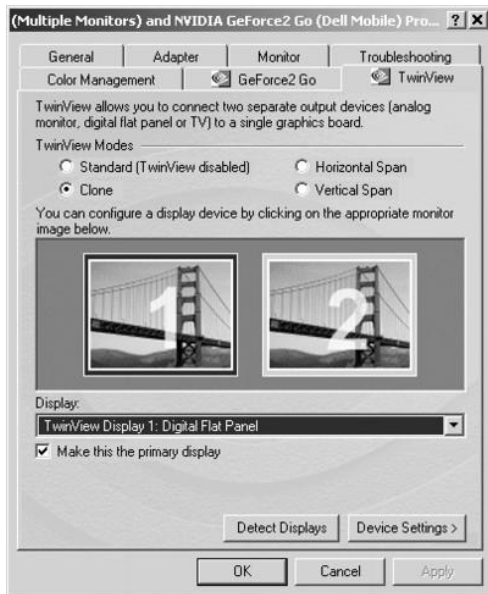 (Multiple Monitors) and NVIDIA GeForce2 Go (Dell Mobile) Pro...
General Adapter Monitor Troubleshooting
Color Management GeForce2 Go TwinView
TwinView allows you to connect two separate output devices (analog
monitor, digital flat panel or TV) to a single graphics board.
TwinView Modes
Standard (TwinView disabled) Horizontal Span
Clone Vertical Span
You can configure a display device by clicking on the appropriate monitor
image below.
1 2
Display:
TwinView Display 1: Digital Flat Panel
Make this the primary display
Detect Displays Device Settings >
OK Cancel Apply